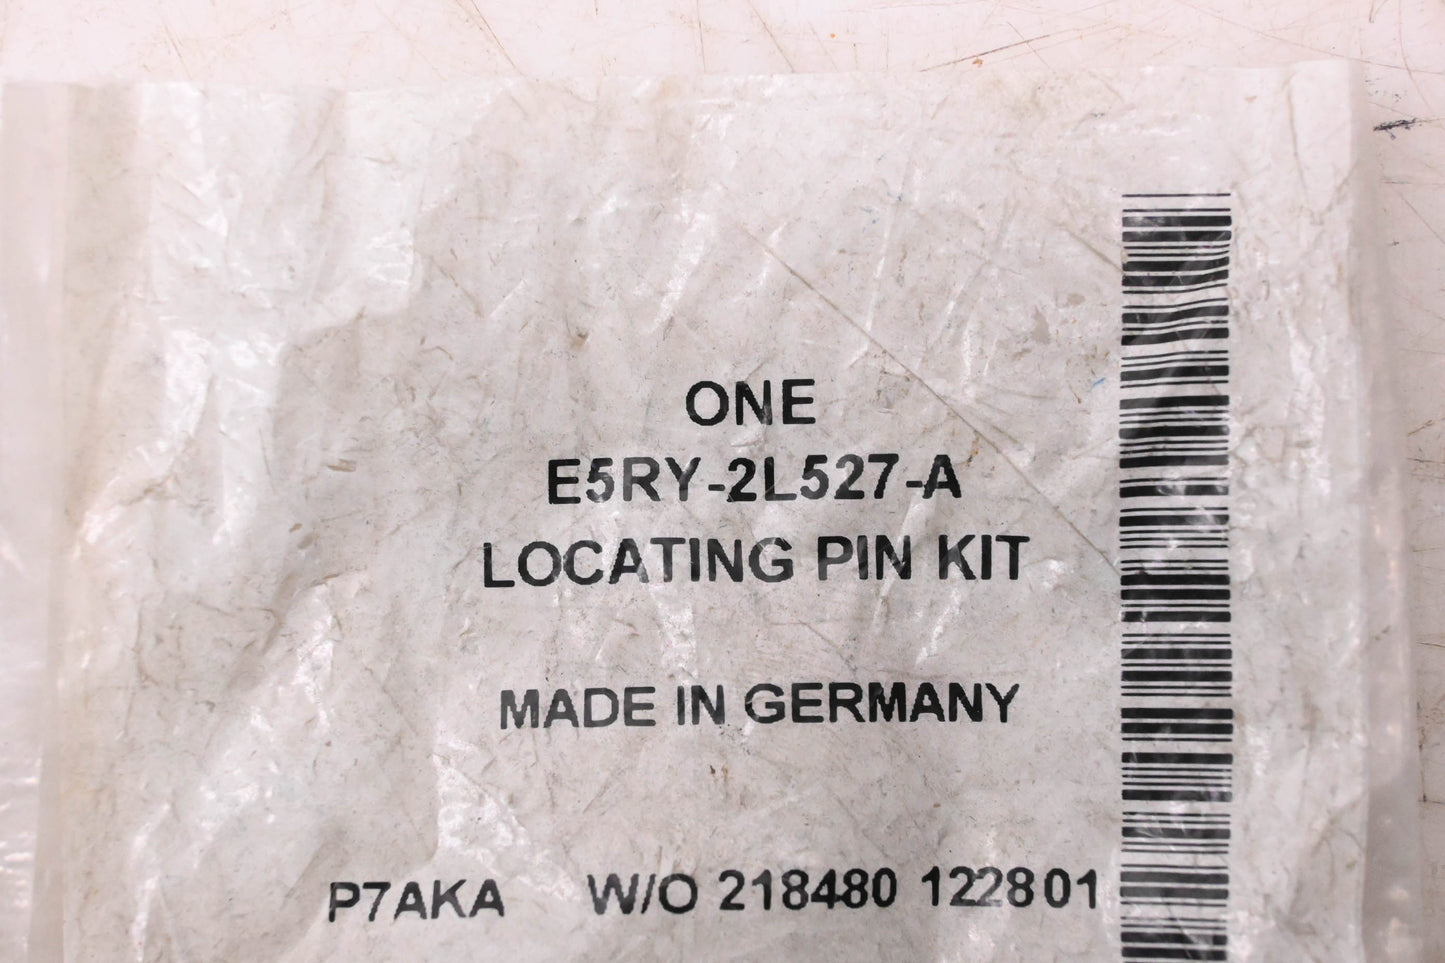 ONE
E5RY-2L527-A
LOCATING PIN KIT
MADE IN GERMANY
P7AKA W/O 218480 122801